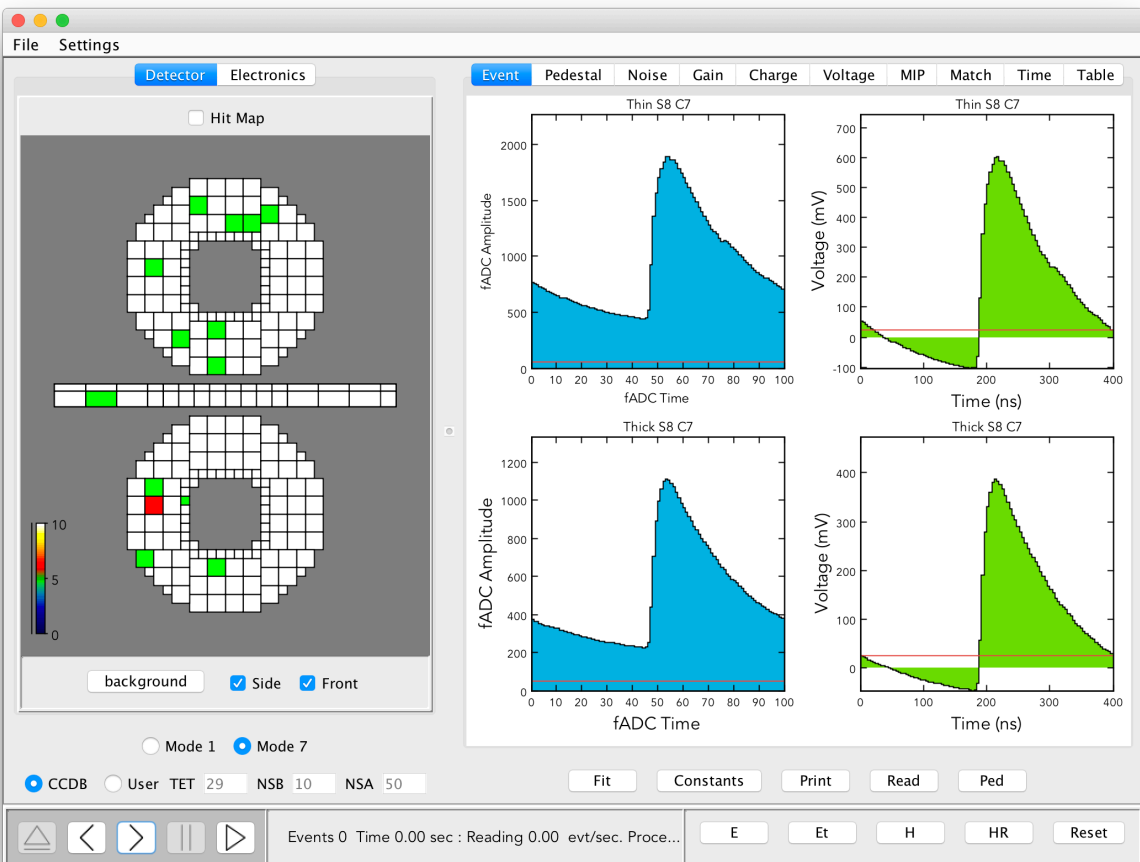 File Settings
Detector Electronics
Event Pedestal Noise Gain Charge Voltage MIP Match Time Table
Hit Map
10
5
0
background Side Front
Mode 1 Mode 7
CCDB User TET 29 NSB 10 NSA 50
Thin S8 C7
fADC Amplitude
2000
1500
1000
500
0
0 10 20 30 40 50 60 70 80 90 100
fADC Time
Thin S8 C7
Voltage (mV)
700
600
500
400
300
200
100
0
-100
0 100 200 300 400
Time (ns)
Thick S8 C7
fADC Amplitude
1200
1000
800
600
400
200
0
0 10 20 30 40 50 60 70 80 90 100
fADC Time
Thick S8 C7
Voltage (mV)
400
300
200
100
0
0 100 200 300 400
Time (ns)
Fit Constants Print Read Ped
Events 0 Time 0.00 sec : Reading 0.00 evt/sec. Proce...
E Et H HR Reset